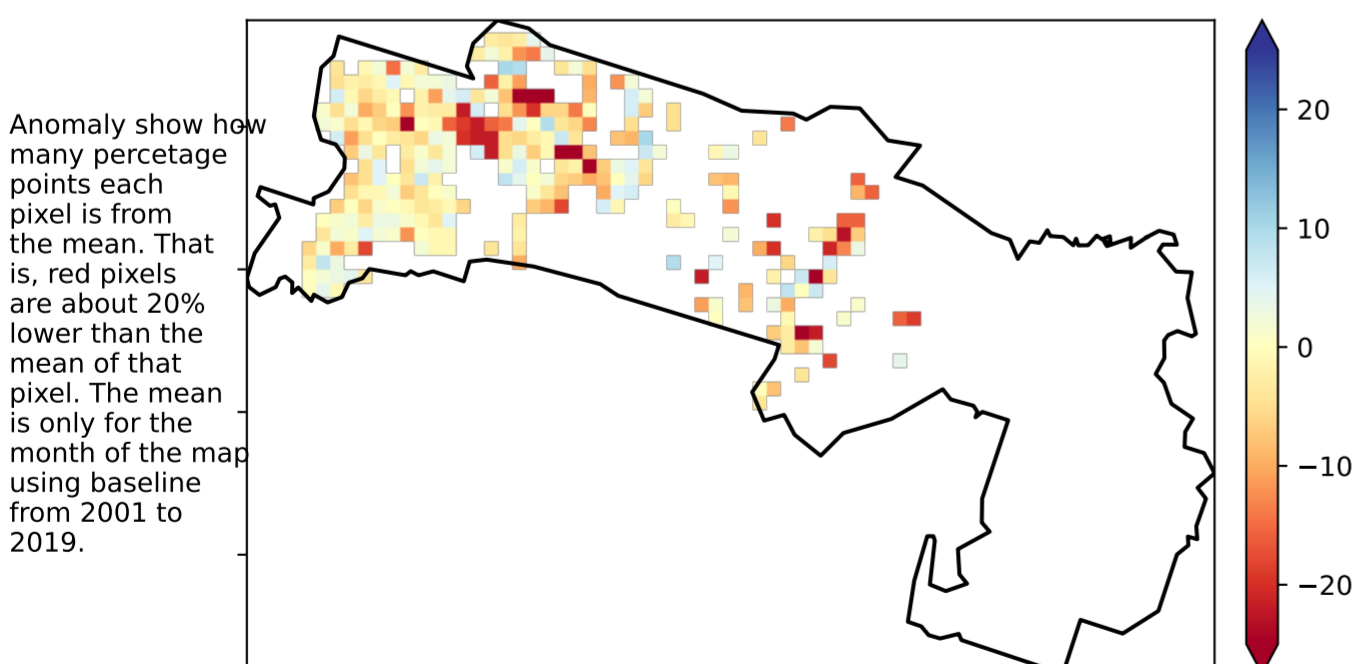 Anomaly show how
many percetage
points each
pixel is from
the mean. That
is, red pixels
are about 20%
lower than the
mean of that
pixel. The mean
is only for the
month of the map
using baseline
from 2001 to
2019.
20
10
0
−10
−20